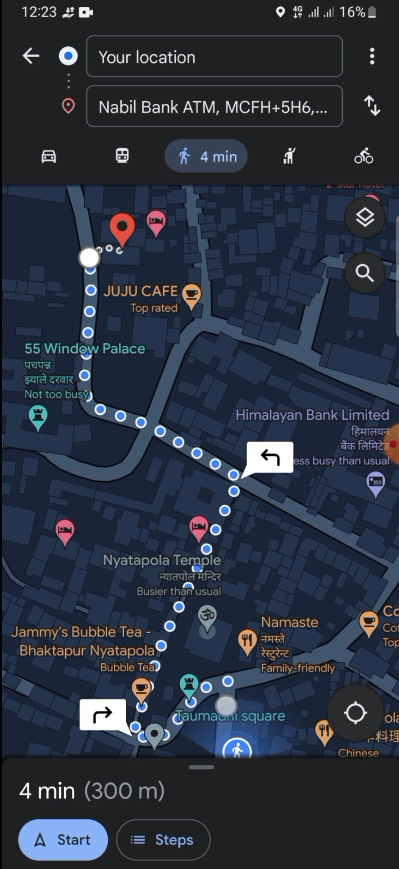 12:23
4G
16%
Your location
Nabil Bank ATM, MCFH+5H6,...
4 min
2-star hotel
JUJU CAFE
Top rated
55 Window Palace
पचपन्न
झ्याले दरवार
Not too busy
Himalayan Bank Limited
हिमालयन
बैंक लिमिटेड
ess busy than usual
Nyatapola Temple
न्यातपोल मन्दिर
Busier than usual
Jammy's Bubble Tea -
Bhaktapur Nyatapola
Bubble Tea
Namaste
नमस्ते
रेस्टुरेन्ट
Family-friendly
Co
Cof
Top
Taumadhi square
ola
料理
Chinese
4 min (300 m)
Start
Steps